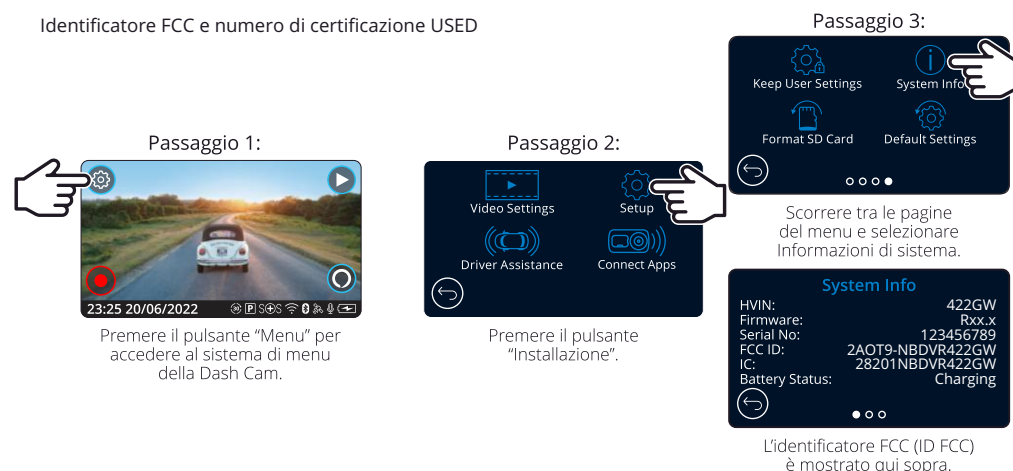 Identificatore FCC e numero di certificazione USED
Passaggio 1:
23:25 20/06/2022
Premere il pulsante “Menu” per
accedere al sistema di menu
della Dash Cam.
Passaggio 2:
Video Settings
Setup
Driver Assistance
Connect Apps
Premere il pulsante
“Installazione”.
Passaggio 3:
Keep User Settings
System Info
Format SD Card
Default Settings
Scorrere tra le pagine
del menu e selezionare
Informazioni di sistema.
System Info
HVIN: 422GW
Firmware: Rxx.x
Serial No: 123456789
FCC ID: 2AOT9-NBDVR422GW
IC: 28201NBDVR422GW
Battery Status: Charging
L’identificatore FCC (ID FCC)
è mostrato qui sopra.